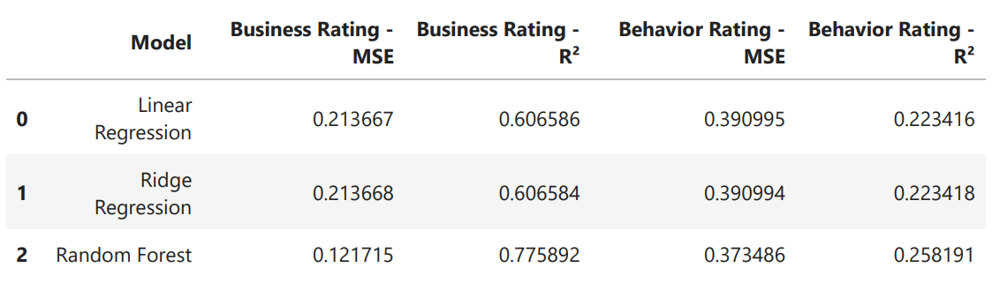 Model Business Rating - MSE Business Rating - R² Behavior Rating - MSE Behavior Rating - R²
0 Linear Regression 0.213667 0.606586 0.390995 0.223416
1 Ridge Regression 0.213668 0.606584 0.390994 0.223418
2 Random Forest 0.121715 0.775892 0.373486 0.258191